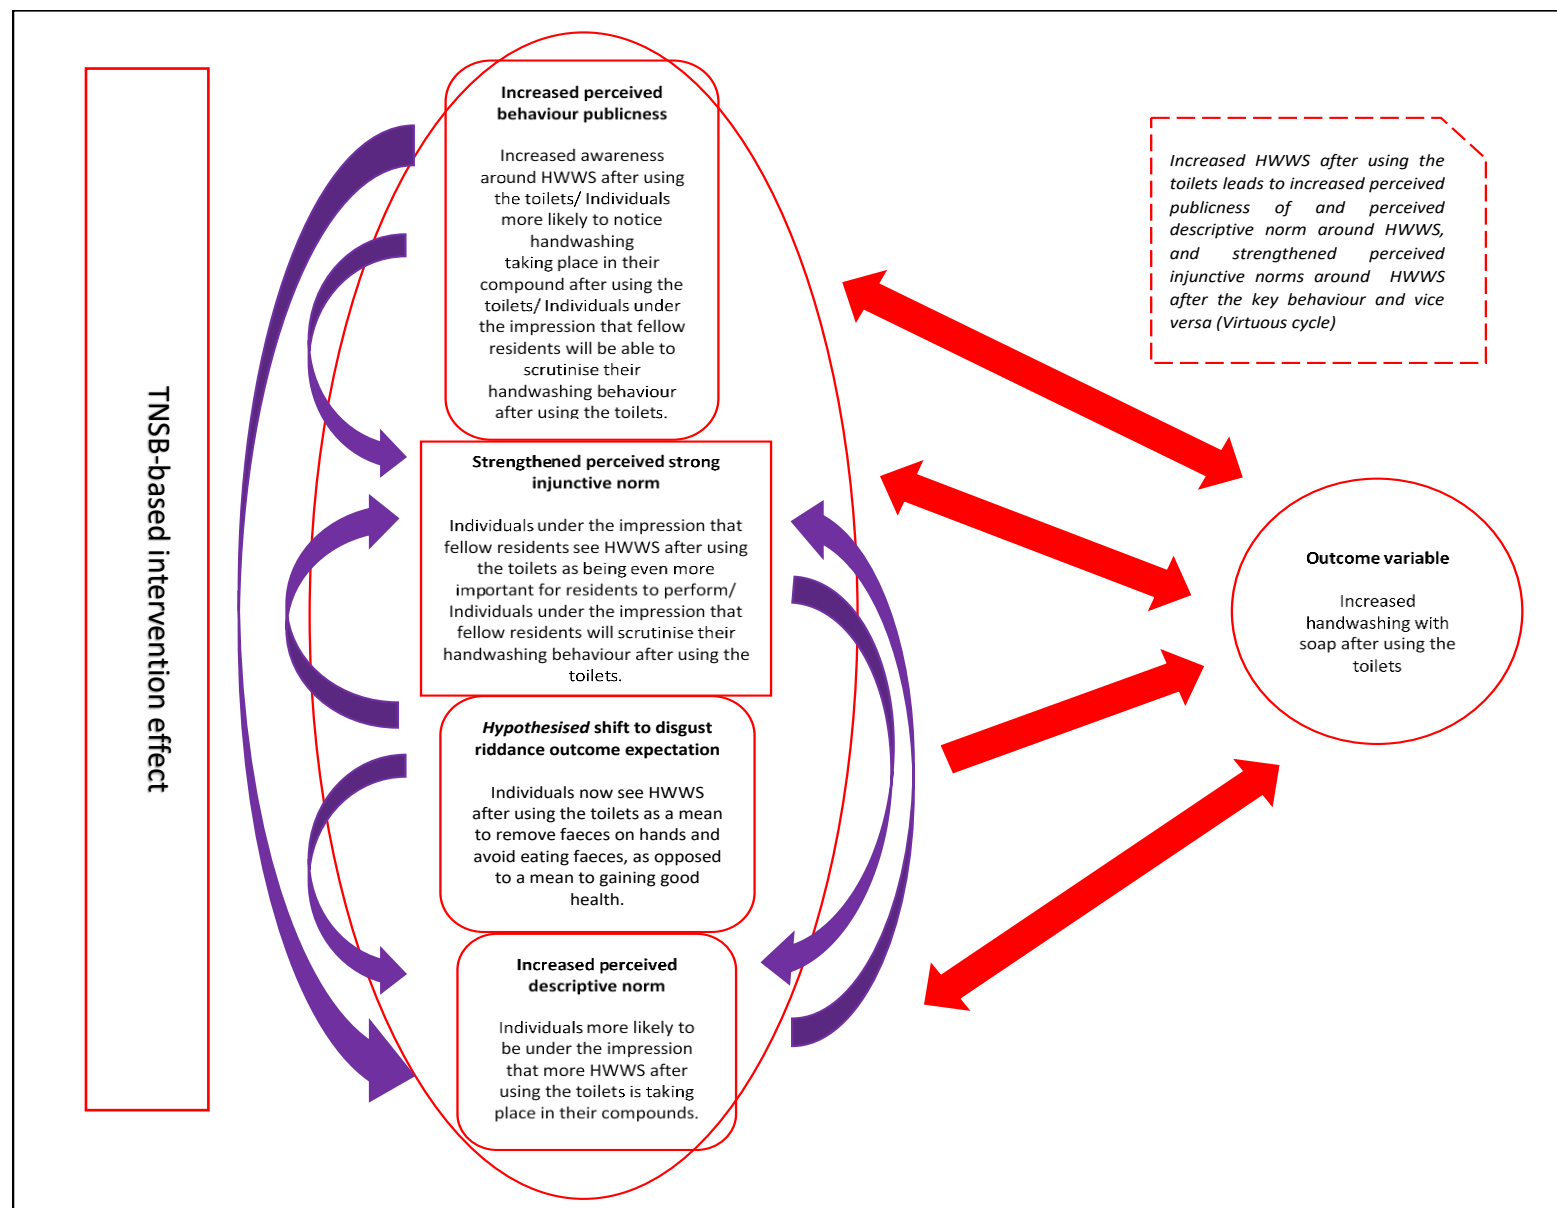 TNSB-based intervention effect
Increased perceived
behaviour publicness
Increased awareness
around HWWS after using
the toilets/ Individuals
more likely to notice
handwashing
taking place in their
compound after using the
toilets/ Individuals under
the impression that fellow
residents will be able to
scrutinise their
handwashing behaviour
after using the toilets.
Strengthened perceived strong
injunctive norm
Individuals under the impression that
fellow residents see HWWS after using
the toilets as being even more
important for residents to perform/
Individuals under the impression that
fellow residents will scrutinise their
handwashing behaviour after using the
toilets.
Hypothesised shift to disgust
riddance outcome expectation
Individuals now see HWWS
after using the toilets as a mean
to remove faeces on hands and
avoid eating faeces, as opposed
to a mean to gaining good
health.
Increased perceived
descriptive norm
Individuals more likely to
be under the impression
that more HWWS after
using the toilets is taking
place in their compounds.
Increased HWWS after using the
toilets leads to increased perceived
publicness of and perceived
descriptive norm around HWWS,
and strengthened perceived
injunctive norms around HWWS
after the key behaviour and vice
versa (Virtuous cycle)
Outcome variable
Increased
handwashing with
soap after using the
toilets